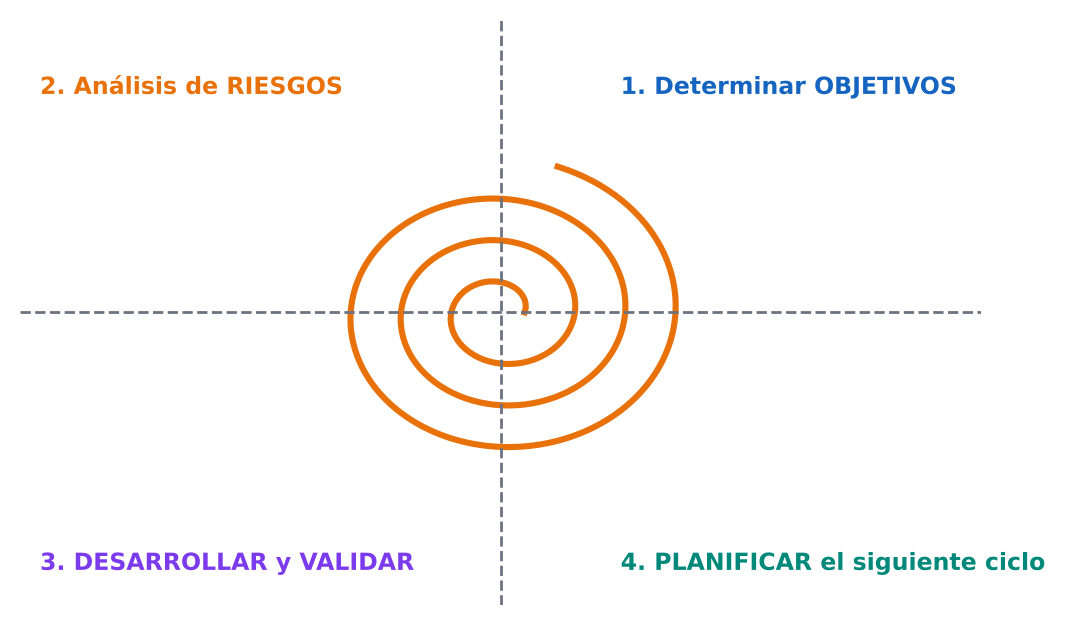 2. Análisis de RIESGOS
1. Determinar OBJETIVOS
3. DESARROLLAR y VALIDAR
4. PLANIFICAR el siguiente ciclo